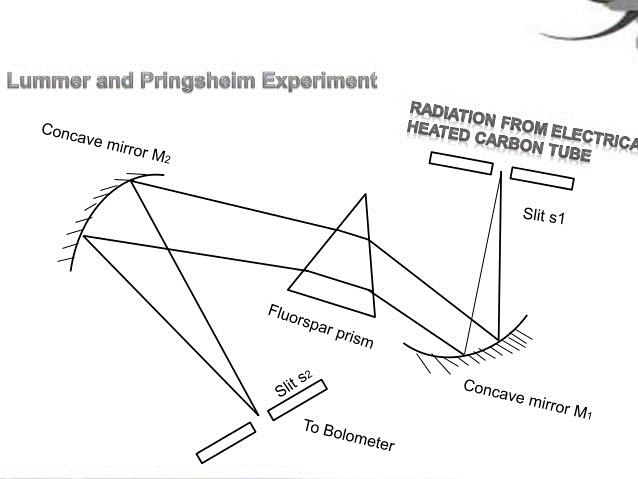 Lummer and Pringsheim Experiment
RADIATION FROM ELECTRICA
HEATED CARBON TUBE
Concave mirror M2
Slit s1
Fluorspar prism
Slit s2
Concave mirror M1
To Bolometer